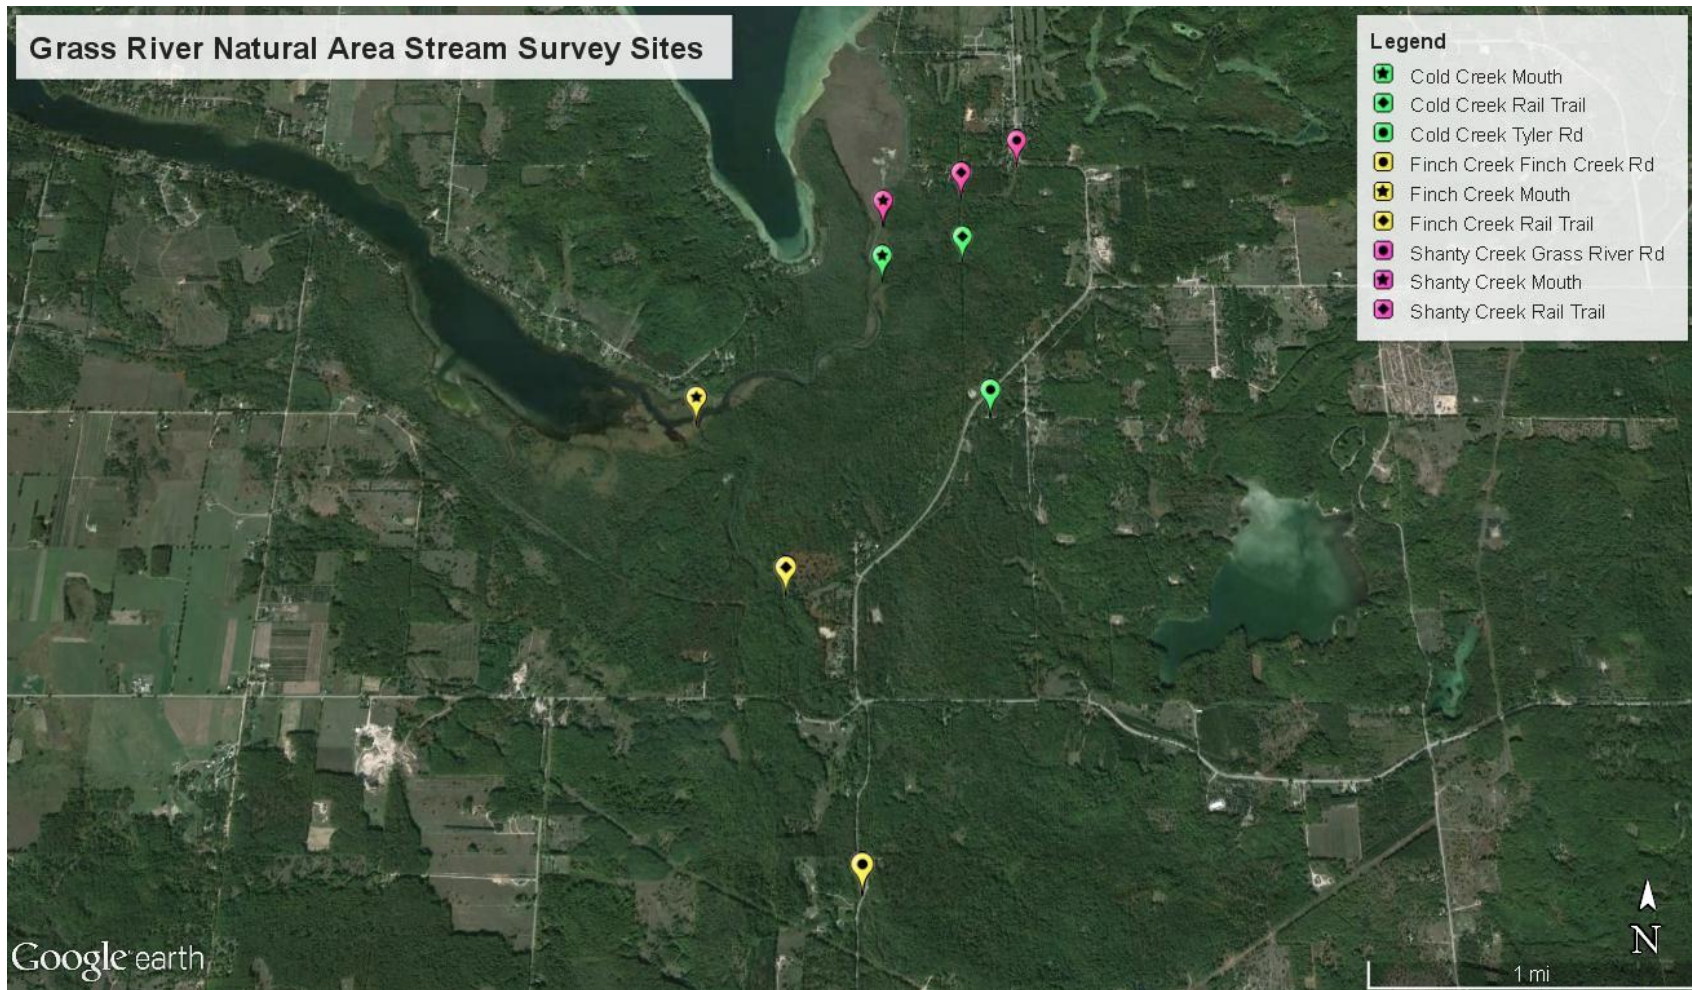 Grass River Natural Area Stream Survey Sites
Legend
Cold Creek Mouth
Cold Creek Rail Trail
Cold Creek Tyler Rd
Finch Creek Finch Creek Rd
Finch Creek Mouth
Finch Creek Rail Trail
Shanty Creek Grass River Rd
Shanty Creek Mouth
Shanty Creek Rail Trail
N
Google earth
1 mi